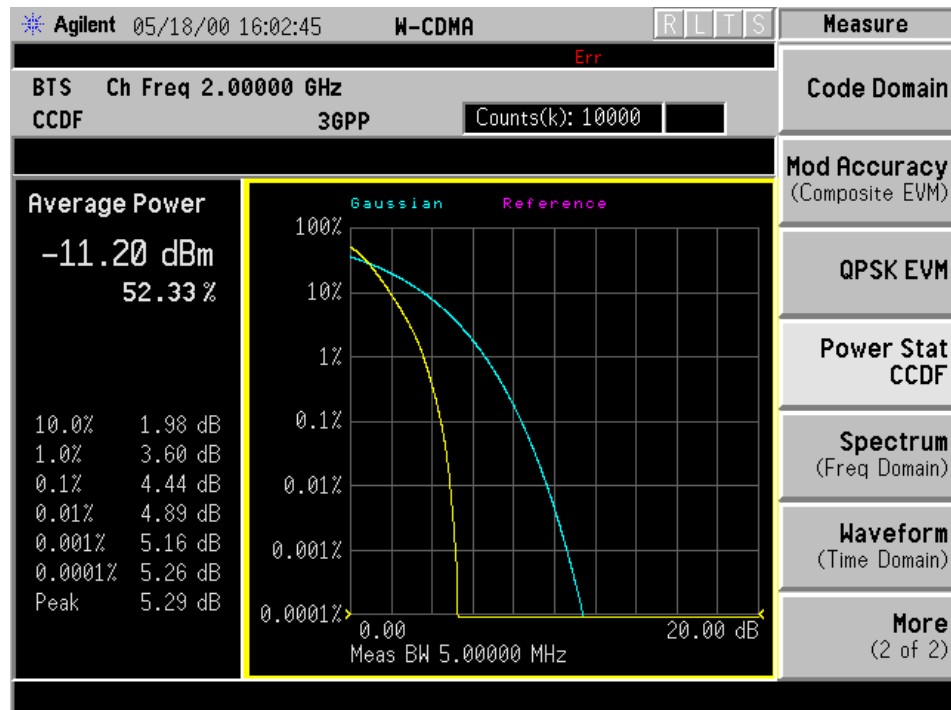 Agilent 05/18/00 16:02:45 W-CDMA R L T S
Err
BTS Ch Freq 2.00000 GHz
CCDF 3GPP Counts(k): 10000
Average Power
-11.20 dBm
52.33 %
10.0% 1.98 dB
1.0% 3.60 dB
0.1% 4.44 dB
0.01% 4.89 dB
0.001% 5.16 dB
0.0001% 5.26 dB
Peak 5.29 dB
Gaussian Reference
100%
10%
1%
0.1%
0.01%
0.001%
0.0001%
0.00 20.00 dB
Meas BW 5.00000 MHz
Measure
Code Domain
Mod Accuracy
(Composite EVM)
QPSK EVM
Power Stat
CCDF
Spectrum
(Freq Domain)
Waveform
(Time Domain)
More
(2 of 2)